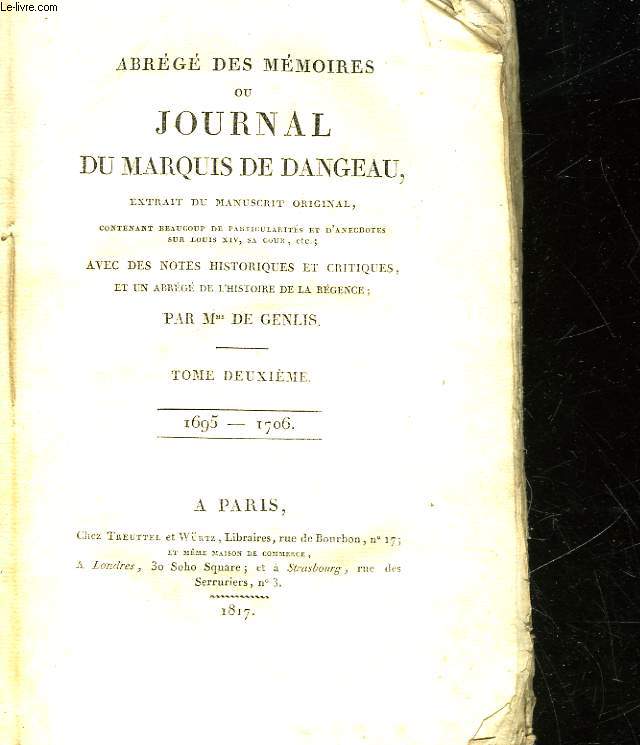 Le-livre.com
ABRÉGÉ DES MÉMOIRES
OU
JOURNAL
DU MARQUIS DE DANGEAU,
EXTRAIT DU MANUSCRIT ORIGINAL,
CONTENANT BEAUCOUP DE PARTICULARITÉS ET D'ANECDOTES
SUR LOUIS XIV, SA COUR, etc.;
AVEC DES NOTES HISTORIQUES ET CRITIQUES,
ET UN ABRÉGÉ DE L'HISTOIRE DE LA RÉGENCE;
PAR Mme DE GENLIS.
TOME DEUXIÈME.
1695 — 1706.
A PARIS,
Chez TREUTTEL et WÜRTZ, Libraires, rue de Bourbon, n° 17;
ET MÊME MAISON DE COMMERCE,
A Londres, 30 Soho Square; et à Strasbourg, rue des
Serruriers, n° 3.
1817.